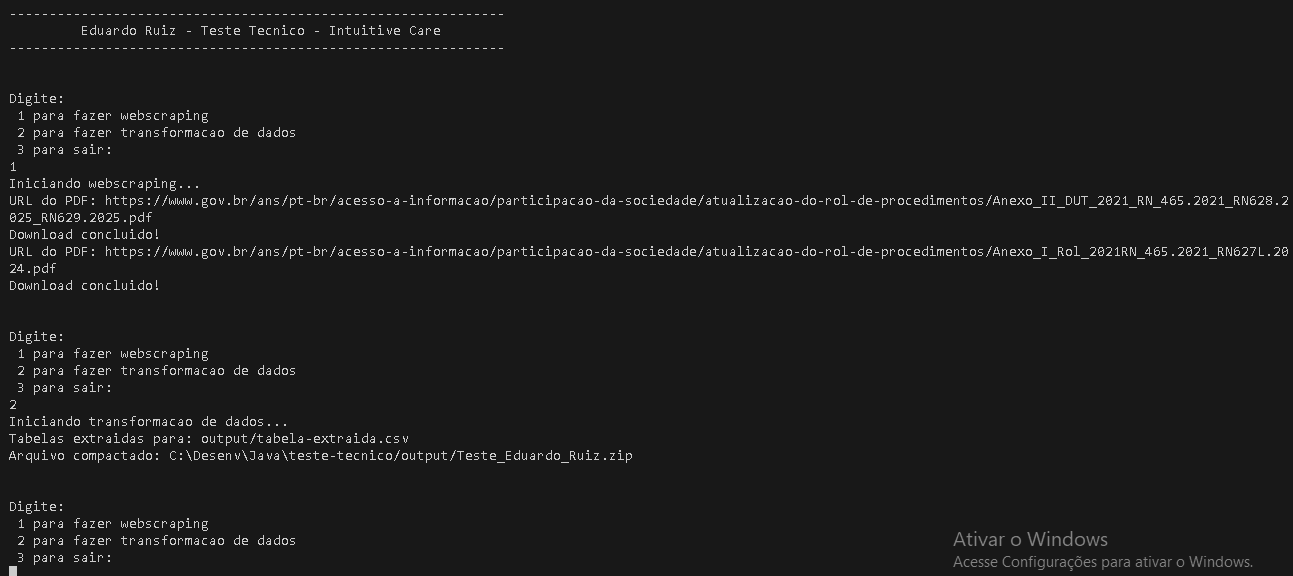 --------------------------------------------------------------
Eduardo Ruiz - Teste Tecnico - Intuitive Care
--------------------------------------------------------------
Digite:
1 para fazer webscraping
2 para fazer transformacao de dados
3 para sair:
1
Iniciando webscraping...
URL do PDF: https://www.gov.br/ans/pt-br/acesso-a-informacao/participacao-da-sociedade/atualizacao-do-rol-de-procedimentos/Anexo_II_DUT_2021_RN_465.2021_RN628.2
025_RN629.2025.pdf
Download concluido!
URL do PDF: https://www.gov.br/ans/pt-br/acesso-a-informacao/participacao-da-sociedade/atualizacao-do-rol-de-procedimentos/Anexo_I_Rol_2021RN_465.2021_RN627L.20
24.pdf
Download concluido!
Digite:
1 para fazer webscraping
2 para fazer transformacao de dados
3 para sair:
2
Iniciando transformacao de dados...
Tabelas extraidas para: output/tabela-extraida.csv
Arquivo compactado: C:\Desenv\Java\teste-tecnico/output/Teste_Eduardo_Ruiz.zip
Digite:
1 para fazer webscraping
2 para fazer transformacao de dados
3 para sair:
Ativar o Windows
Acesse Configurações para ativar o Windows.